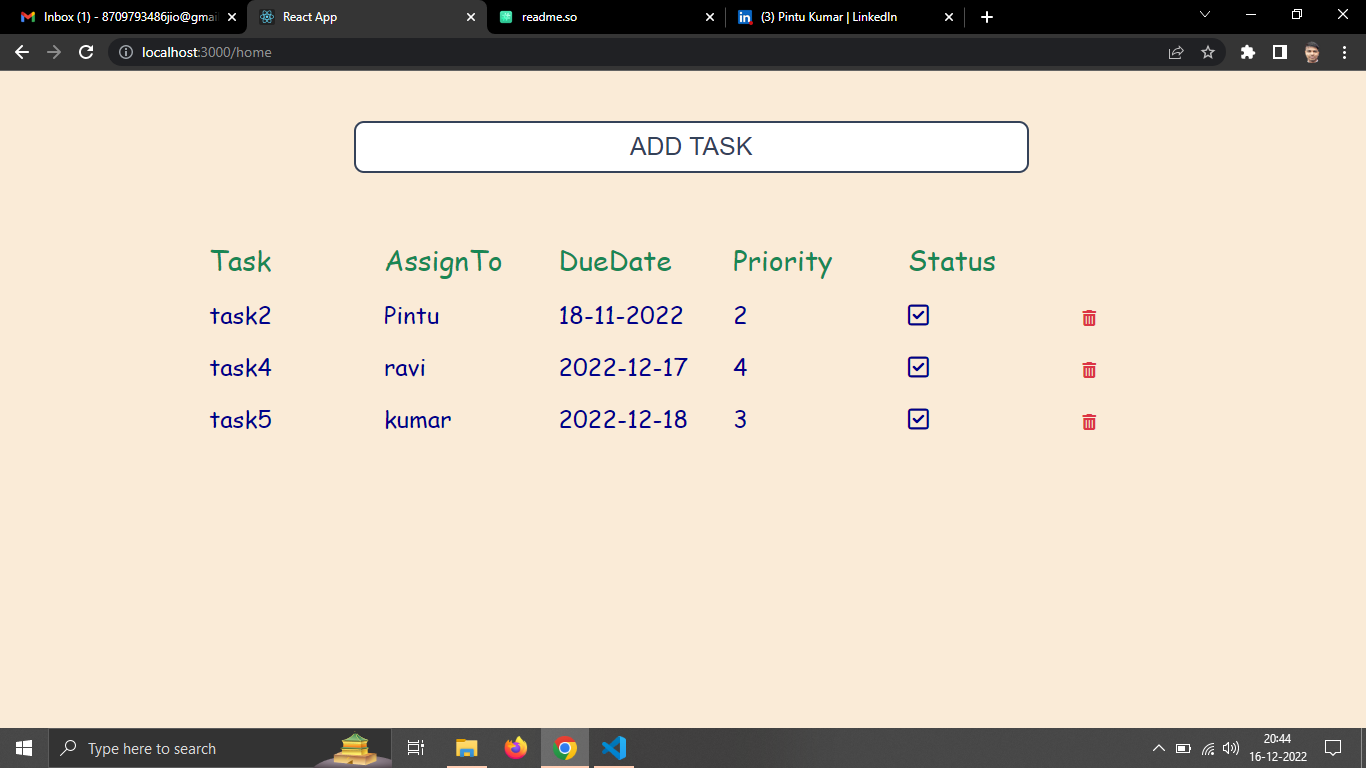 Inbox (1) - 8709793486jio@gmai
React App
readme.so
(3) Pintu Kumar | LinkedIn
localhost:3000/home
ADD TASK
Task AssignTo DueDate Priority Status
task2 Pintu 18-11-2022 2
task4 ravi 2022-12-17 4
task5 kumar 2022-12-18 3
Type here to search
20:44
16-12-2022